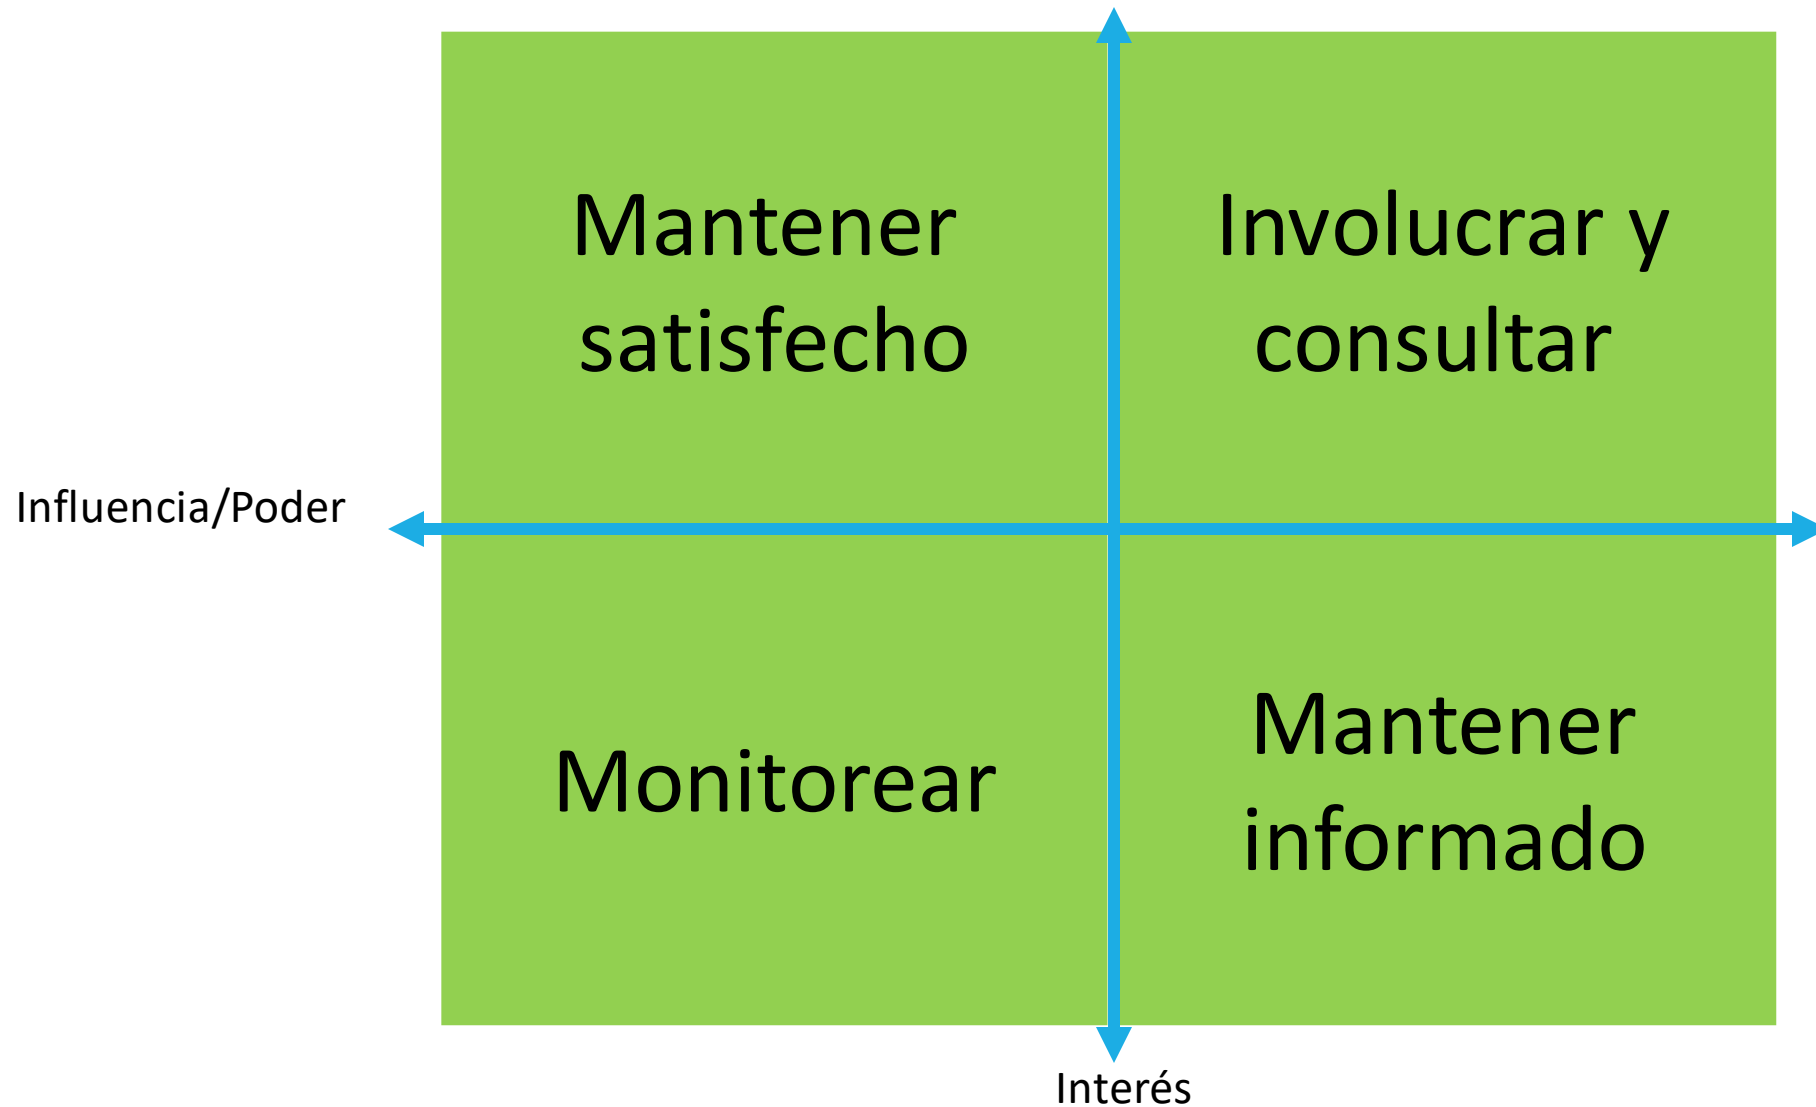 Mantener
satisfecho
Involucrar y
consultar
Influencia/Poder
Monitorear
Mantener
informado
Interés